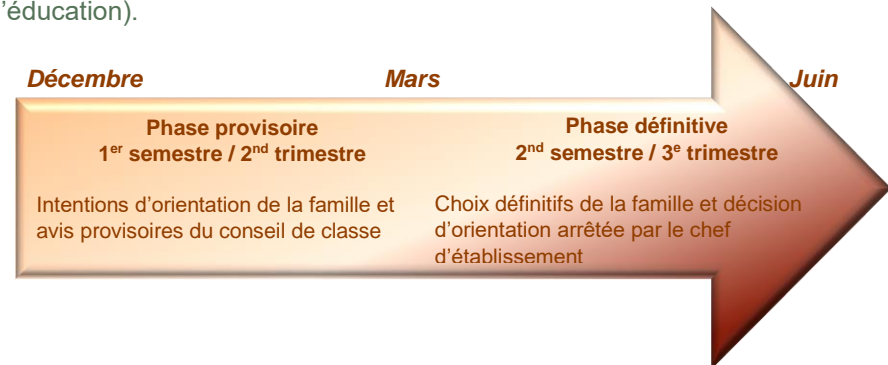 ’éducation).
Décembre Mars Juin
Phase provisoire
1er semestre / 2nd trimestre
Intentions d’orientation de la famille et
avis provisoires du conseil de classe
Phase définitive
2nd semestre / 3e trimestre
Choix définitifs de la famille et décision
d’orientation arrêtée par le chef
d’établissement